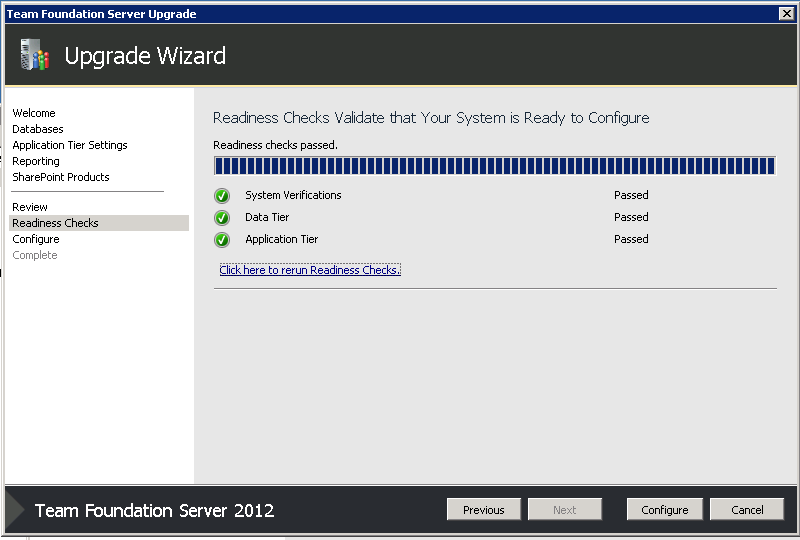 Team Foundation Server Upgrade
Upgrade Wizard
Welcome
Databases
Application Tier Settings
Reporting
SharePoint Products
Review
Readiness Checks
Configure
Complete
Readiness Checks Validate that Your System is Ready to Configure
Readiness checks passed.
System Verifications Passed
Data Tier Passed
Application Tier Passed
Click here to rerun Readiness Checks.
Team Foundation Server 2012
Previous Next Configure Cancel